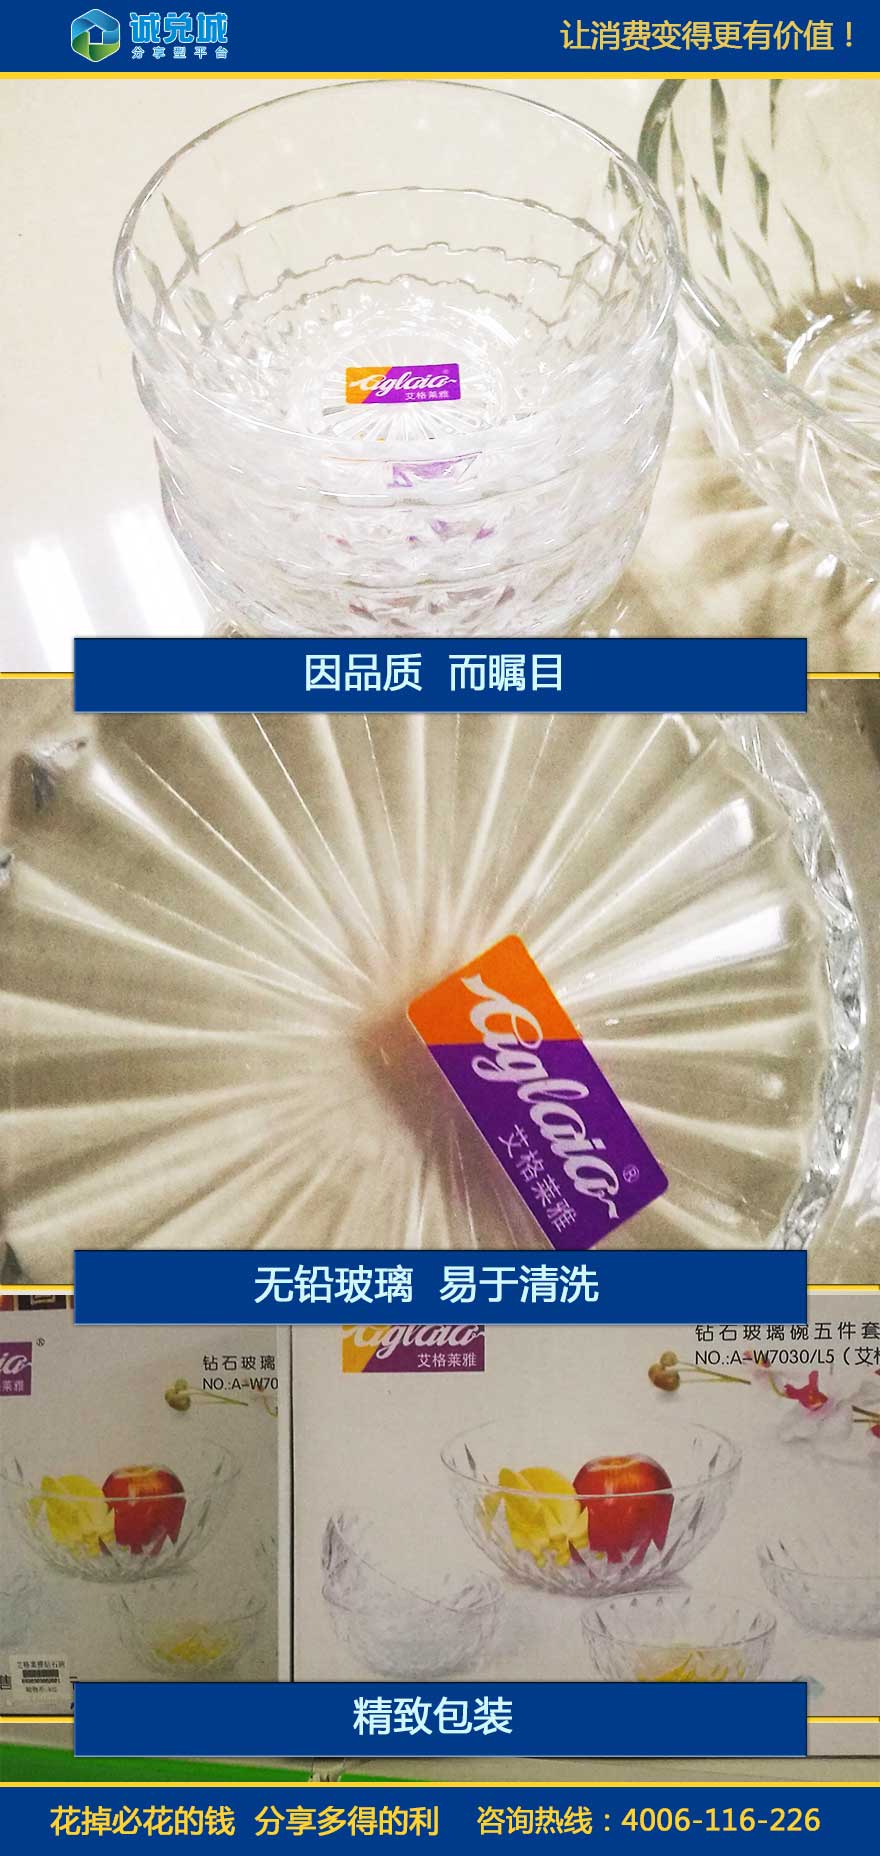 诚兑城
分享型平台
让消费变得更有价值！
aglaia
艾格莱雅
因品质 而瞩目
aglaia®
艾格莱雅
无铅玻璃 易于清洗
®
莱雅
钻石玻璃
NO.:A-W70
aglaia
艾格莱雅
钻石玻璃碗五件套
NO.:A-W7030/L5（艾格
售
精致包装
花掉必花的钱 分享多得的利 咨询热线：4006-116-226